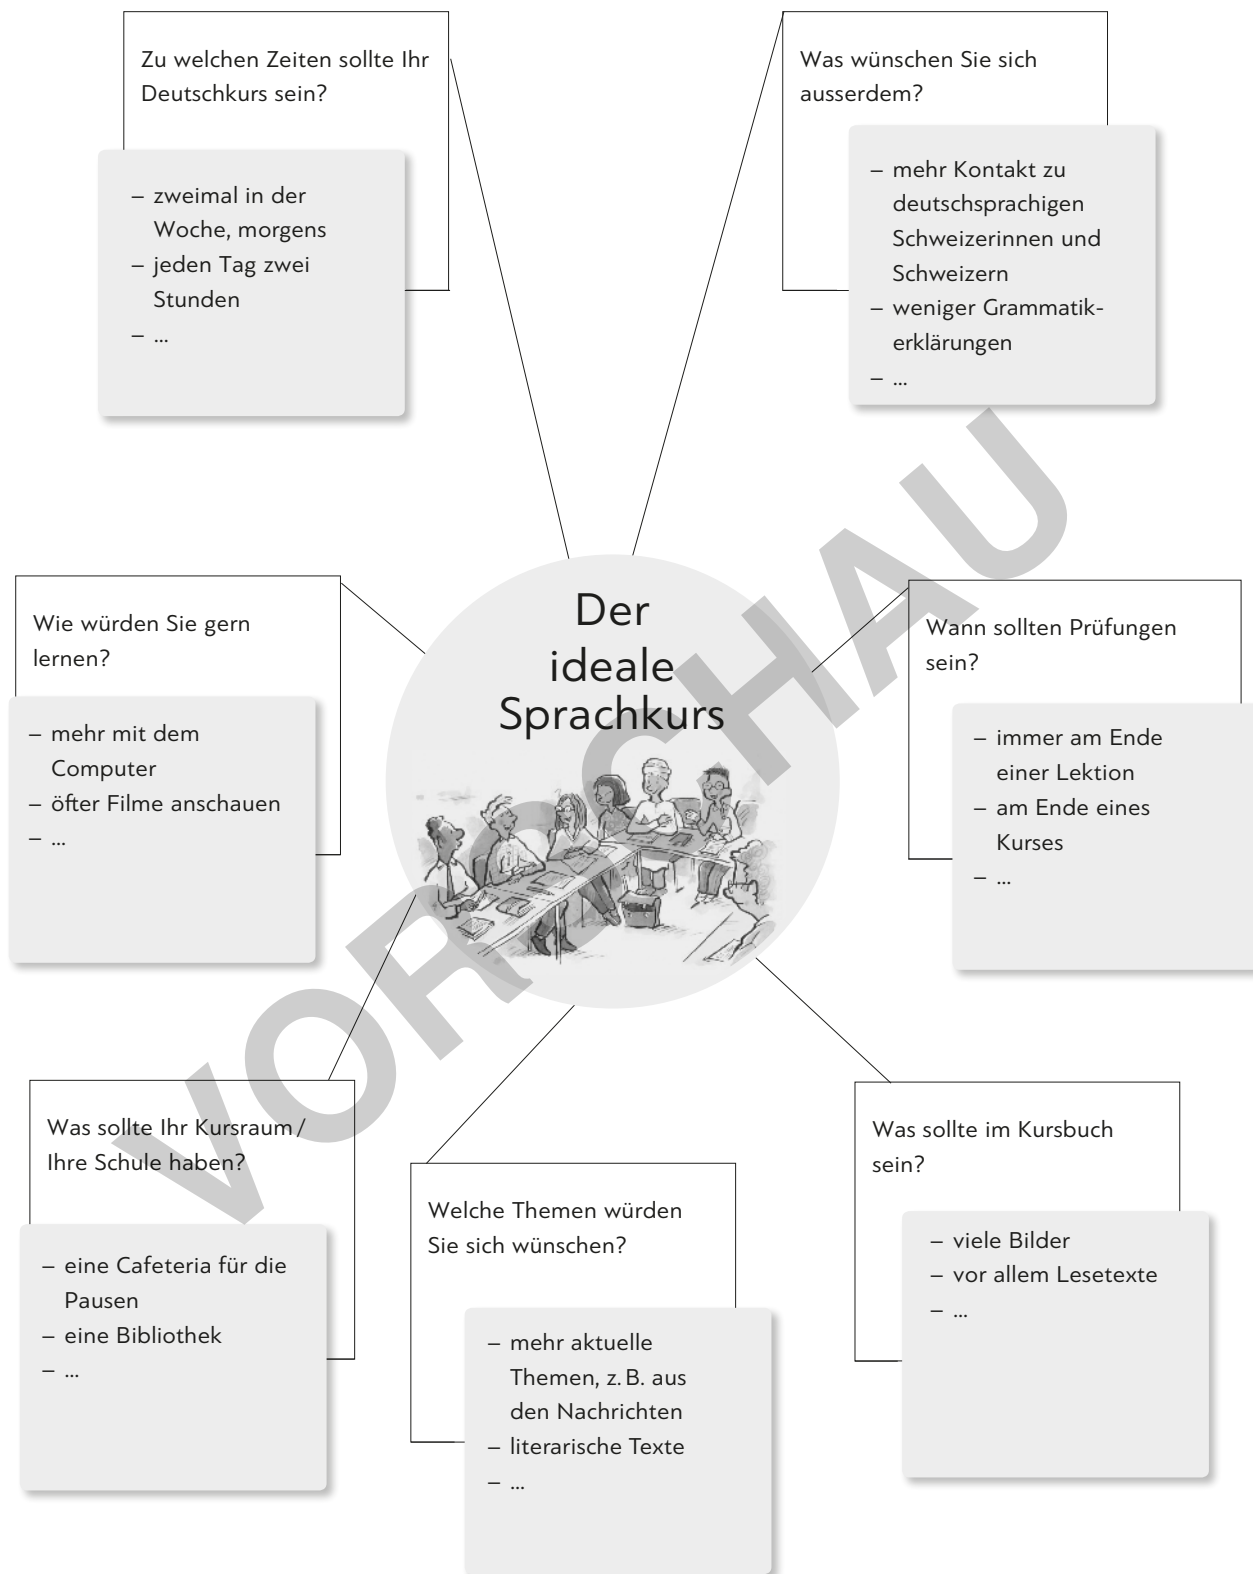 Zu welchen Zeiten sollte Ihr
Deutschkurs sein?
– zweimal in der
Woche, morgens
– jeden Tag zwei
Stunden
– ...
Was wünschen Sie sich
ausserdem?
– mehr Kontakt zu
deutschsprachigen
Schweizerinnen und
Schweizern
– weniger Grammatik-
erklärungen
– ...
Wie würden Sie gern
lernen?
– mehr mit dem
Computer
– öfter Filme anschauen
– ...
Der
ideale
Sprachkurs
Wann sollten Prüfungen
sein?
– immer am Ende
einer Lektion
– am Ende eines
Kurses
– ...
Was sollte Ihr Kursraum/
Ihre Schule haben?
– eine Cafeteria für die
Pausen
– eine Bibliothek
– ...
Welche Themen würden
Sie sich wünschen?
– mehr aktuelle
Themen, z. B. aus
den Nachrichten
– literarische Texte
– ...
Was sollte im Kursbuch
sein?
– viele Bilder
– vor allem Lesetexte
– ...
VORSCHAU